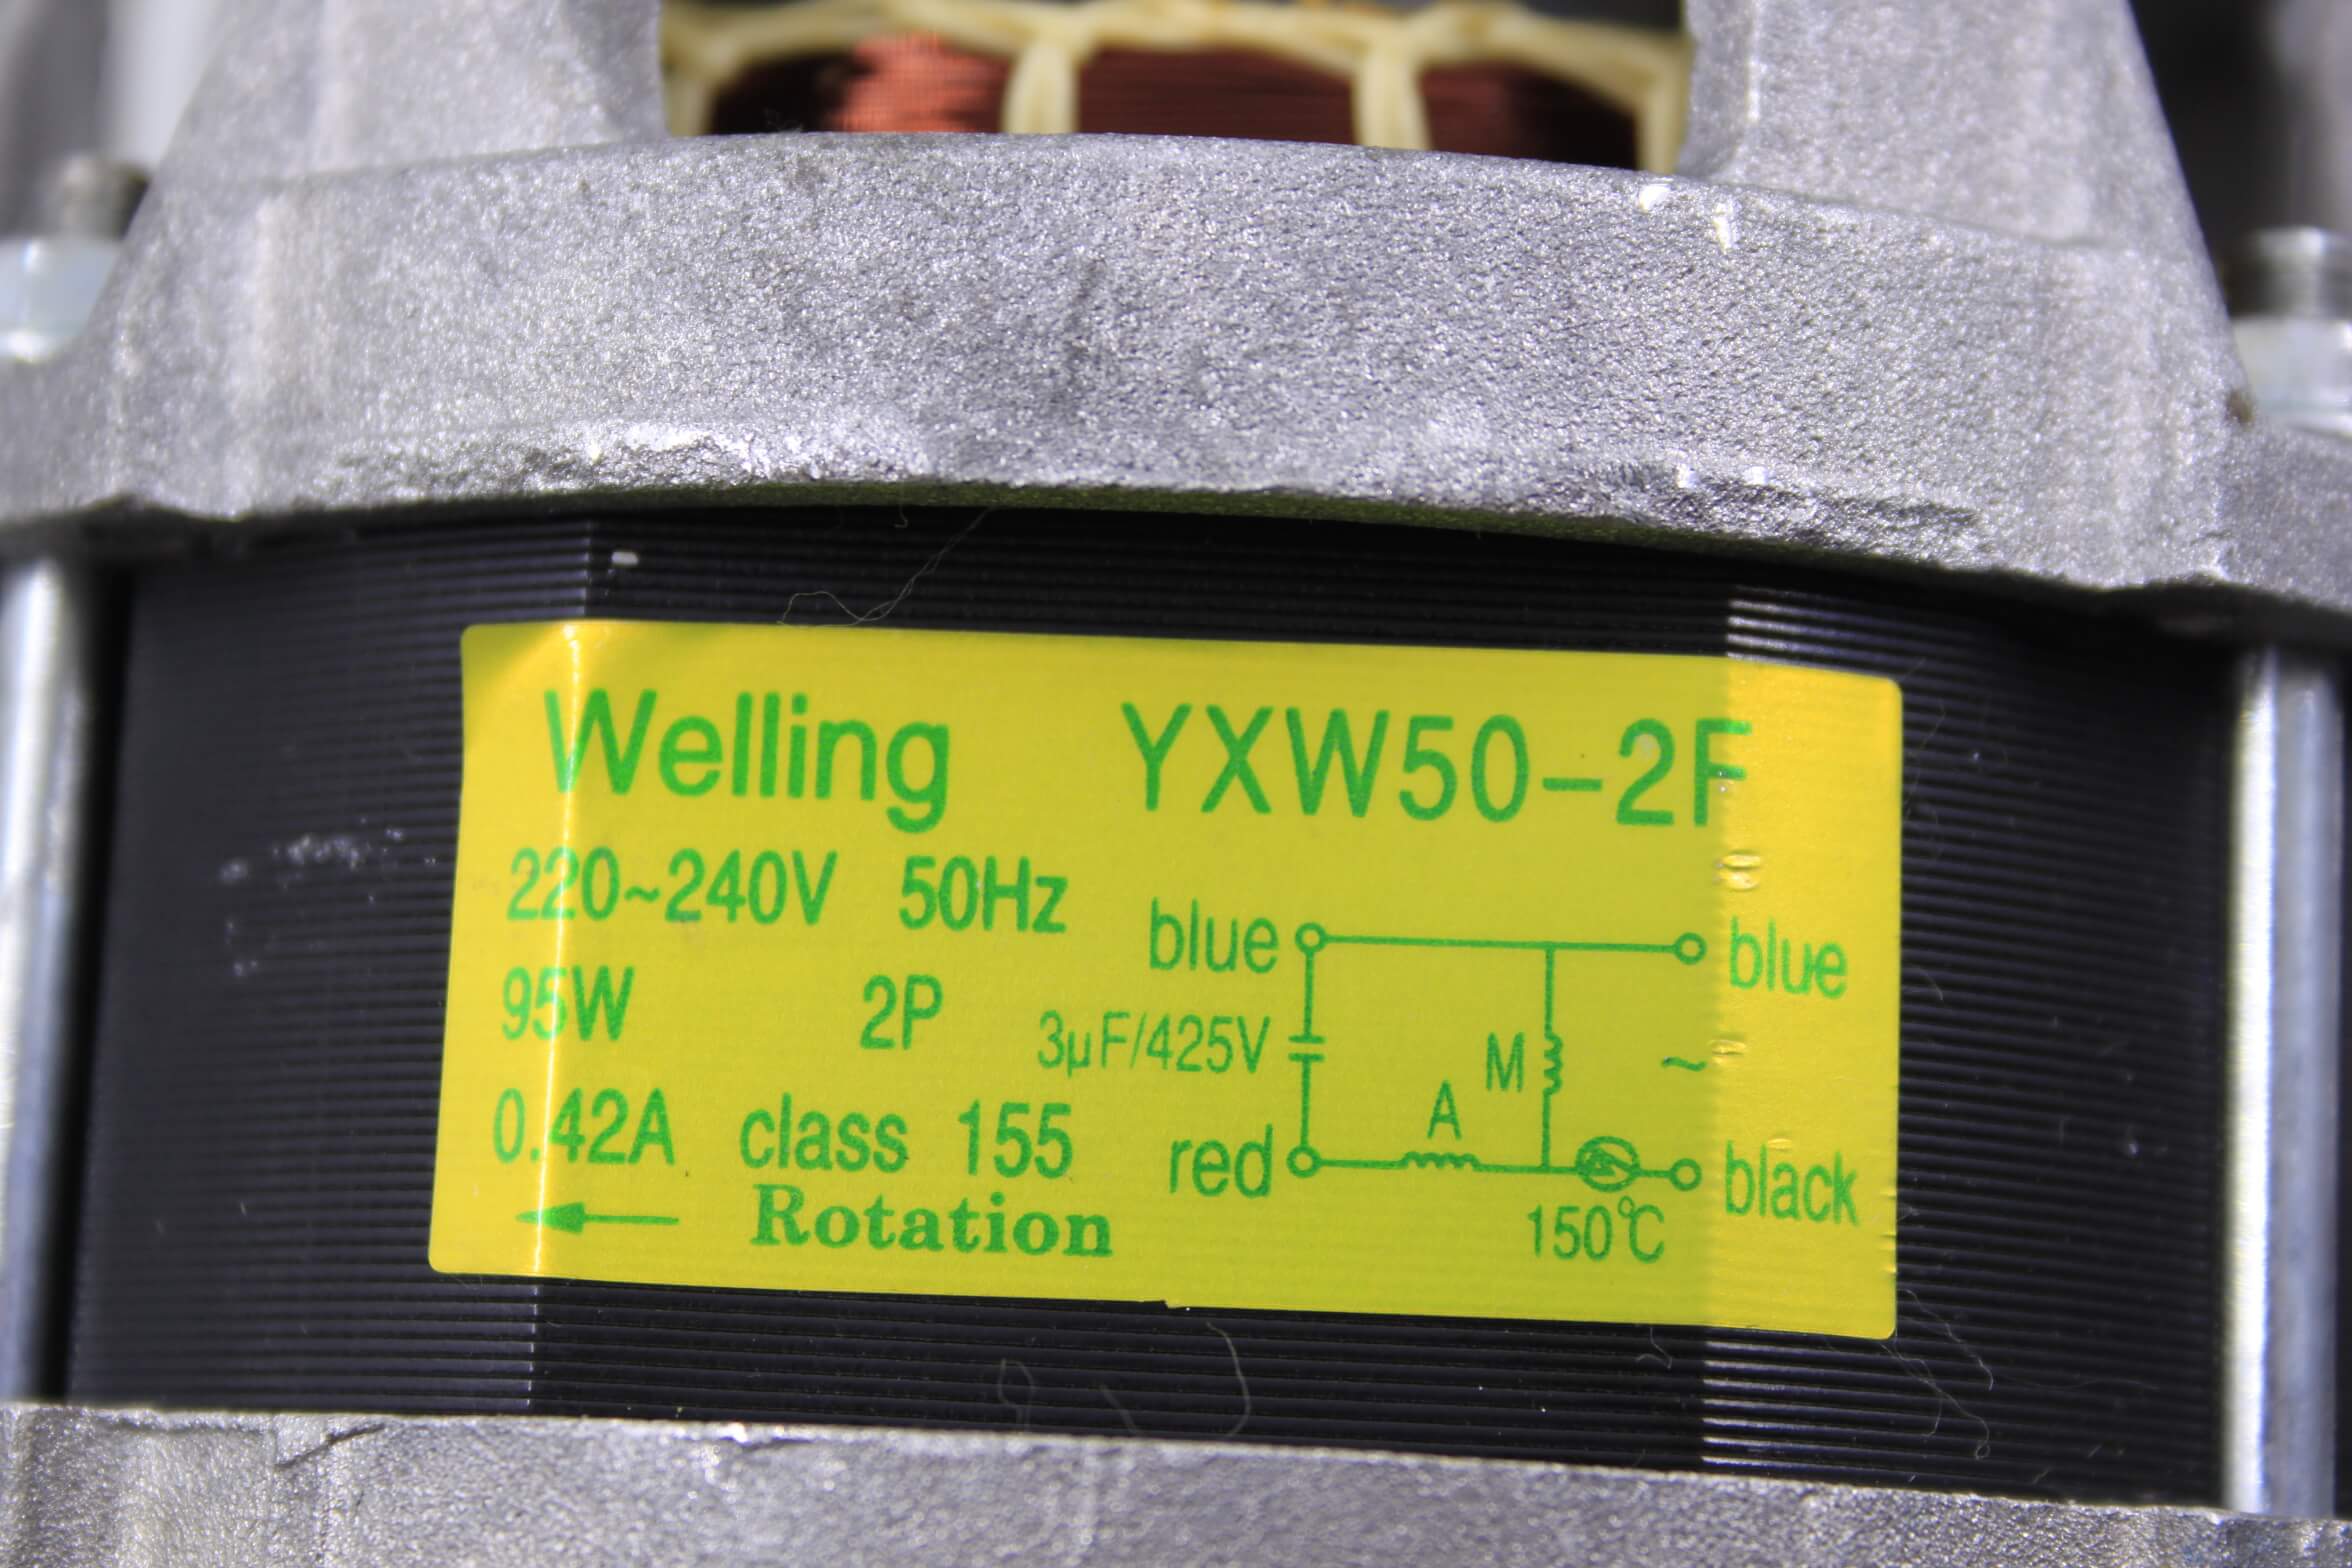 Welling YXW50-2F
220~240V 50Hz
95W 2P
0.42A class 155
Rotation
blue blue
3µF/425V M ~
A
red black
150℃